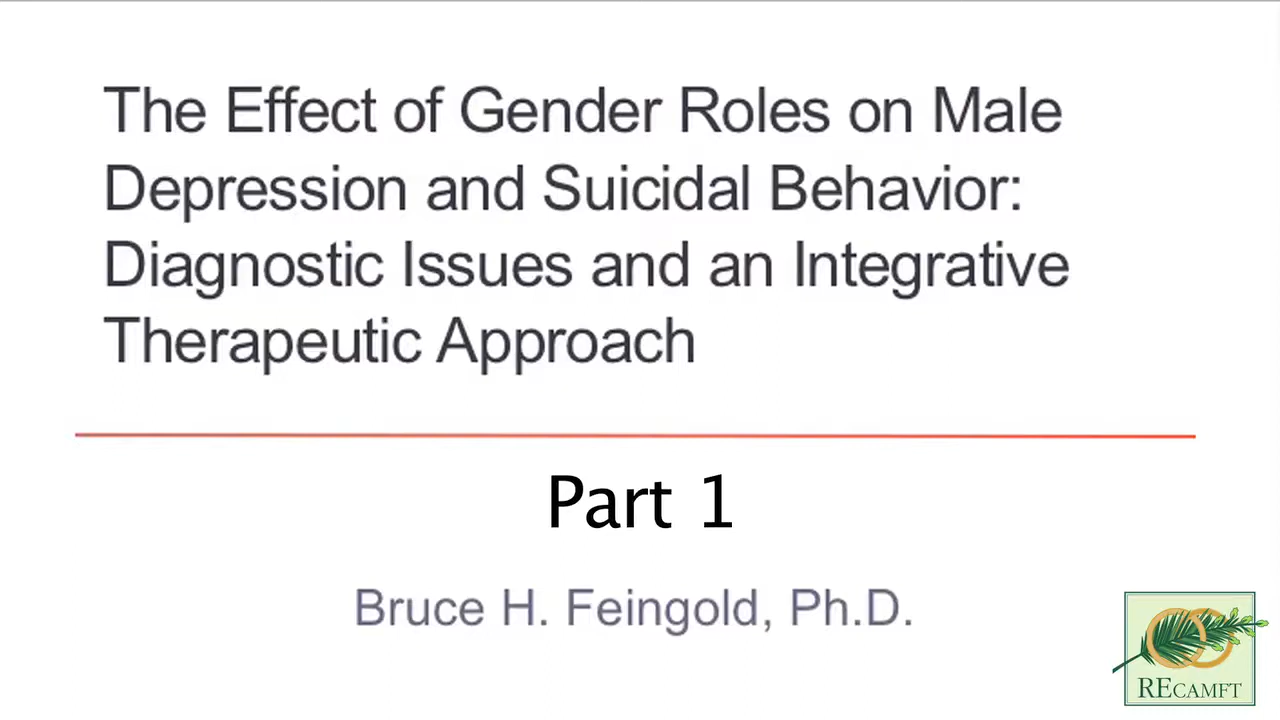 The Effect of Gender Roles on Male
Depression and Suicidal Behavior:
Diagnostic Issues and an Integrative
Therapeutic Approach
Part 1
Bruce H. Feingold, Ph.D.
RECAMFT